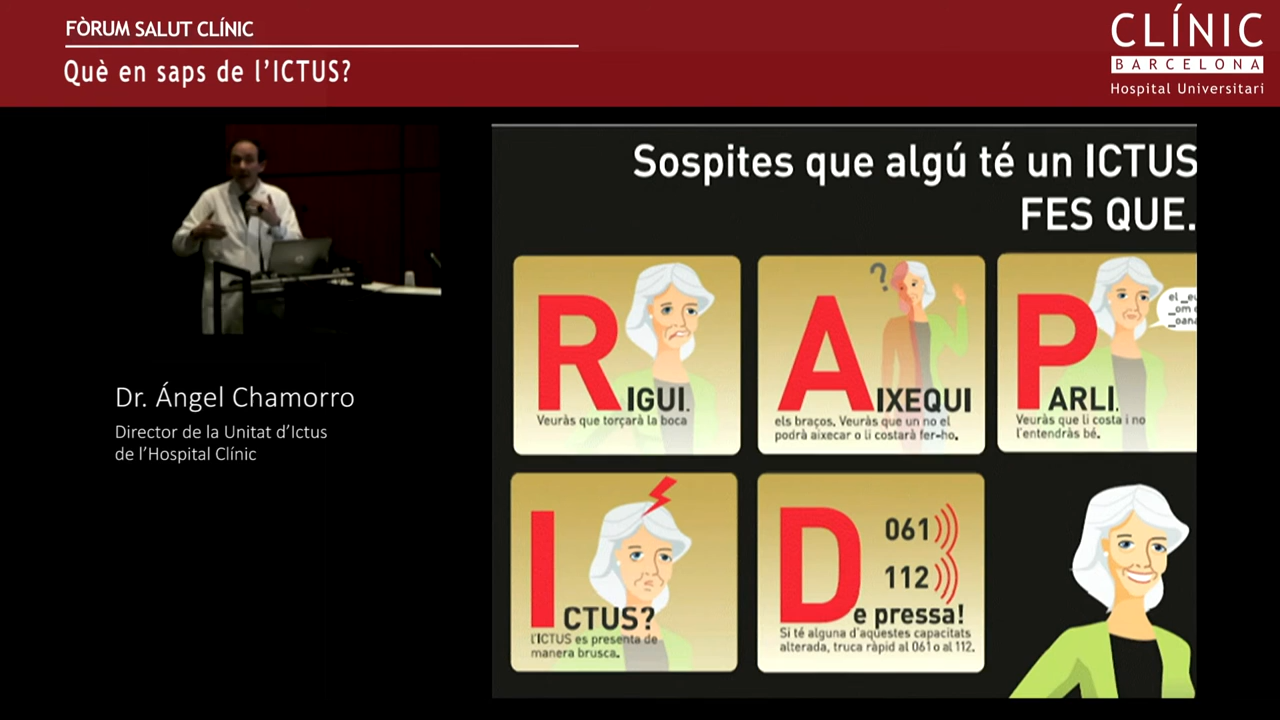 FÒRUM SALUT CLÍNIC
Què en saps de l'ICTUS?
CLÍNIC
BARCELONA
Hospital Universitari
Sospites que algú té un ICTUS
FES QUE.
RIGUI.
Veuràs que torçarà la boca
?
AIXEQUI
els braços. Veuràs que un no el
podrà aixecar o li costarà fer-ho.
PARLI.
Veuràs que li costa i no
l'entendràs bé.
el _eu
_om
_oana
ICTUS?
l'ICTUS es presenta de
manera brusca.
061
112
De pressa!
Si té alguna d'aquestes capacitats
alterada, truca ràpid al 061 o al 112.
Dr. Ángel Chamorro
Director de la Unitat d'Ictus
de l'Hospital Clínic